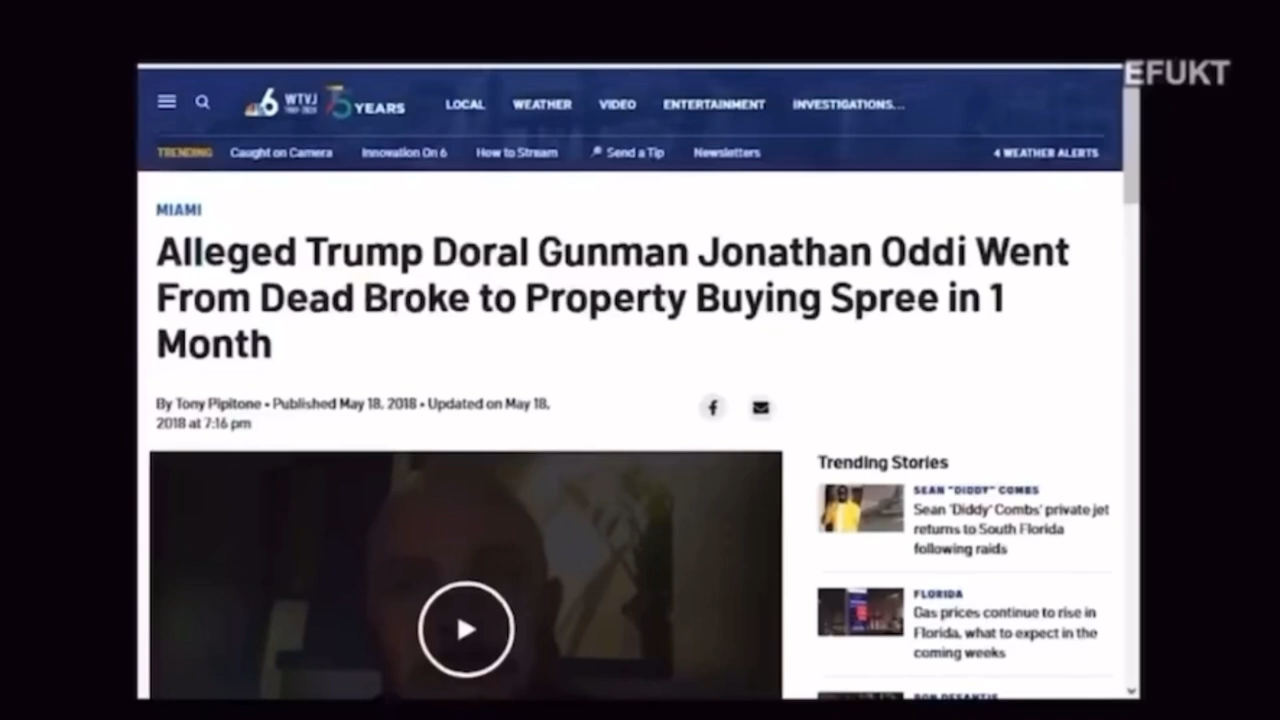 EFUKT
6 WTVJ 75 YEARS
LOCAL WEATHER VIDEO ENTERTAINMENT INVESTIGATIONS...
TRENDING Caught on Camera Innovation On 6 How to Stream Send a Tip Newsletters 4 WEATHER ALERTS
MIAMI
Alleged Trump Doral Gunman Jonathan Oddi Went
From Dead Broke to Property Buying Spree in 1
Month
By Tony Pipitone • Published May 18, 2018 • Updated on May 18,
2018 at 7:16 pm
Trending Stories
SEAN "DIDDY" COMBS
Sean 'Diddy' Combs' private jet
returns to South Florida
following raids
FLORIDA
Gas prices continue to rise in
Florida, what to expect in the
coming weeks
RON DESANTIS